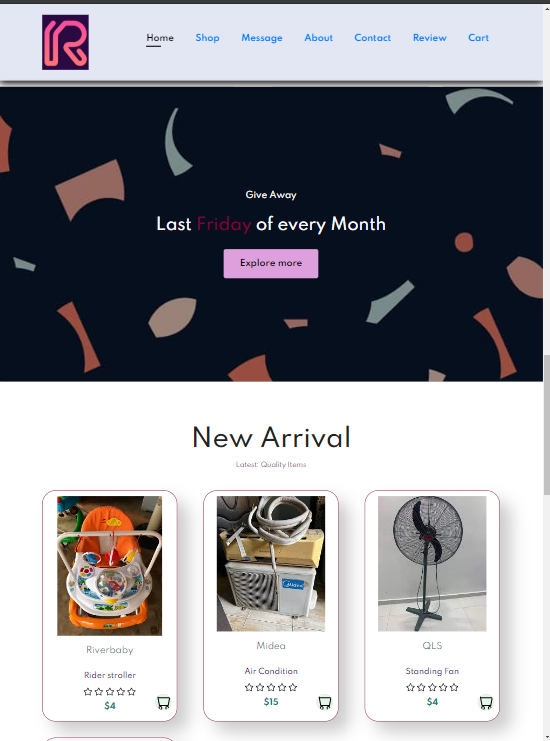 R
Home Shop Message About Contact Review Cart
Give Away
Last Friday of every Month
Explore more
New Arrival
Latest: Quality Items
Midea
Riverbaby
Midea
QLS
Rider stroller
Air Condition
Standing Fan
$4
$15
$4